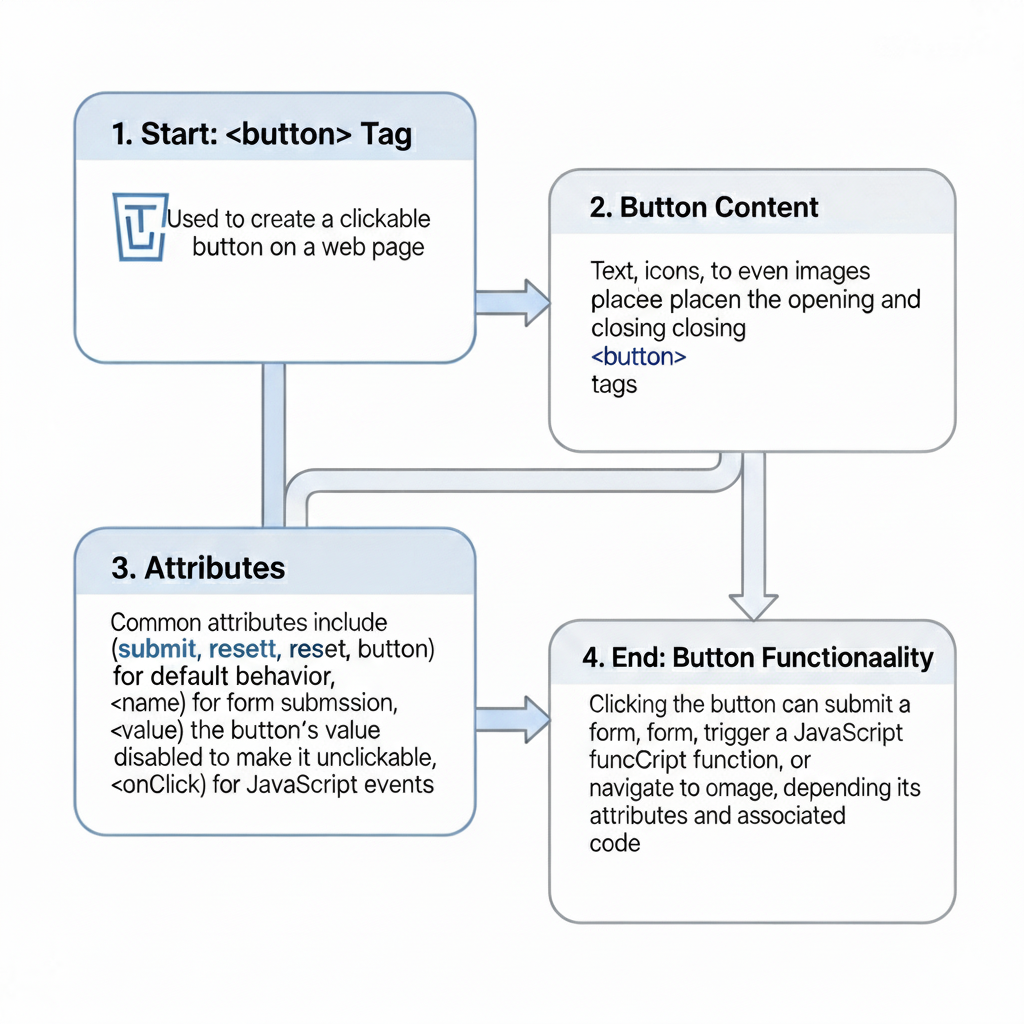 1. Start: <button> Tag
Used to create a clickable
button on a web page
2. Button Content
Text, icons, to even images
placee placen the opening and
closing closing
<button>
tags
3. Attributes
Common attributes include
(submit, resett, reset, button)
for default behavior,
<name) for form submssion,
<value) the button's value
disabled to make it unclickable,
<onClick) for JavaScript events
4. End: Button Functionaality
Clicking the button can submit a
form, form, trigger a JavaScript
funcCript function, or
navigate to omage, depending its
attributes and associated
code